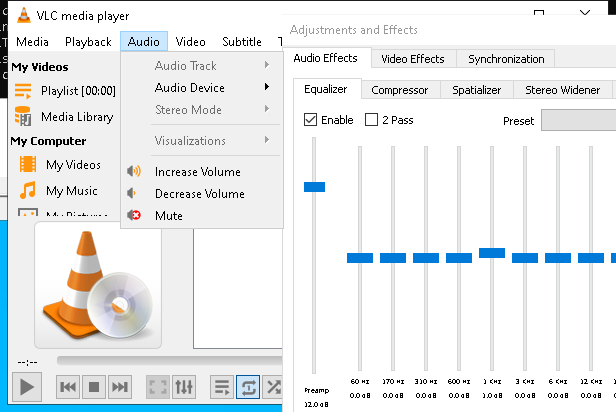 VLC media player
Media Playback Audio Video Subtitle T
My Videos
Playlist [00:00]
Media Library
My Computer
My Videos
My Music
My Pictures
Audio Track
Audio Device
Stereo Mode
Visualizations
Increase Volume
Decrease Volume
Mute
--:--
Adjustments and Effects
Audio Effects Video Effects Synchronization
Equalizer Compressor Spatializer Stereo Widener
Enable 2 Pass Preset
60 Hz 170 Hz 310 Hz 600 Hz 1 KHz 3 KHz 6 KHz 12 KHz
Preamp 0.0 dB 0.0 dB 0.0 dB 0.0 dB 1.0 dB 0.0 dB 0.0 dB 0.0 dB
12.0 dB